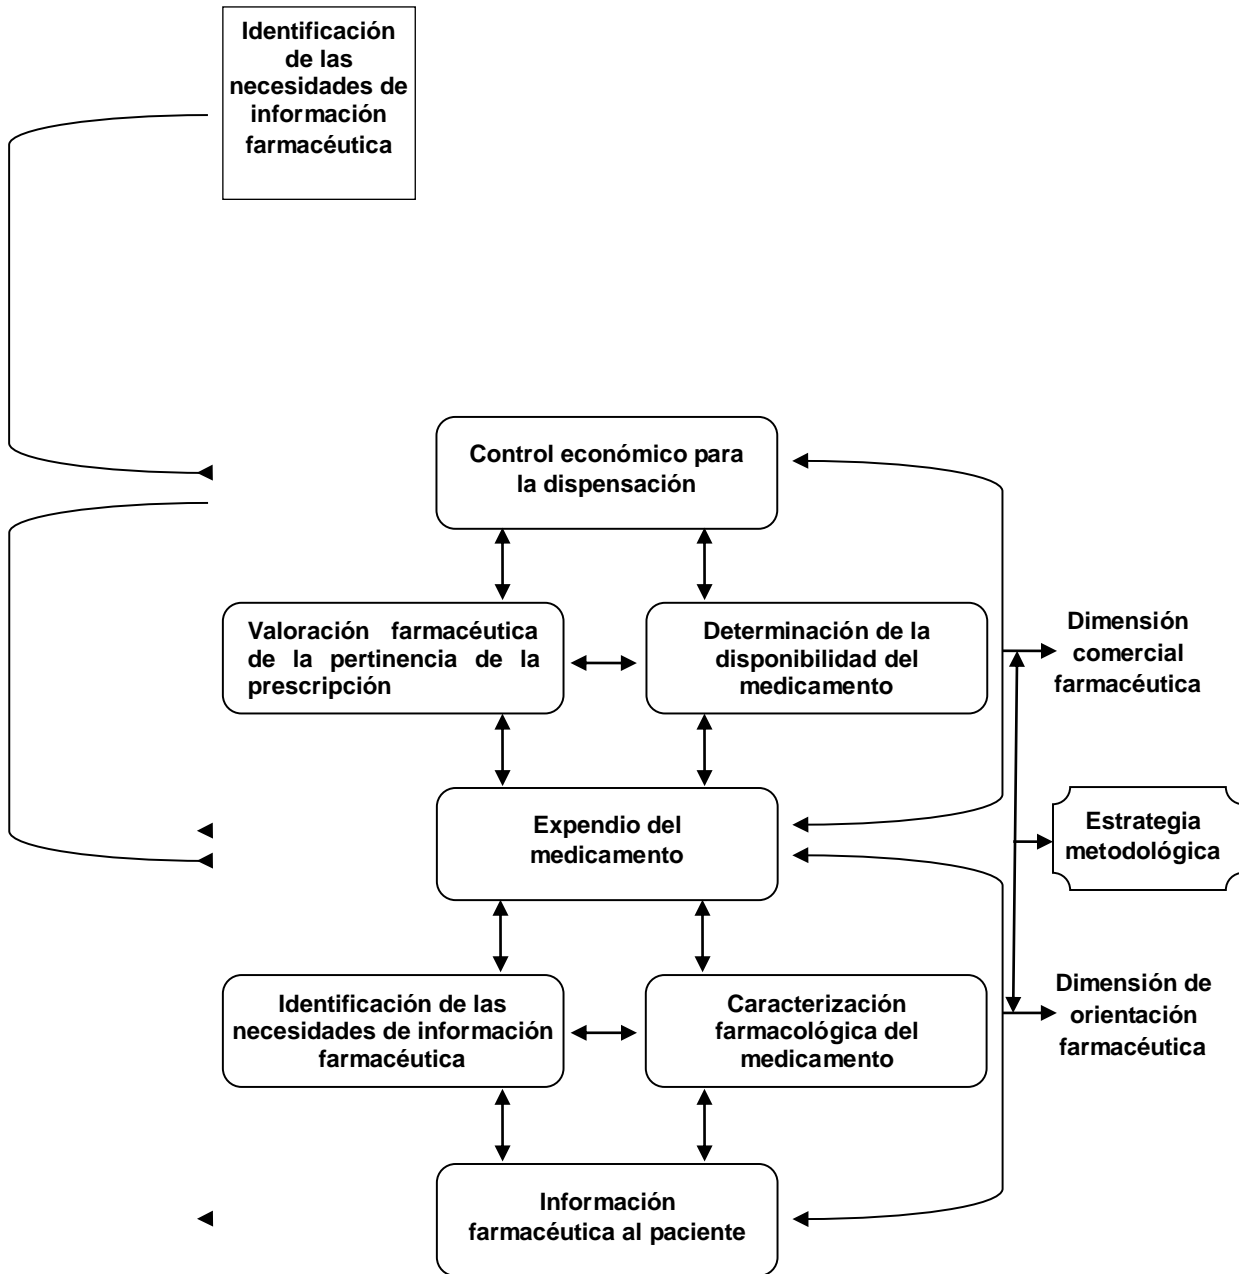 Identificación
de las
necesidades de
información
farmacéutica
Control económico para
la dispensación
Valoración farmacéutica
de la pertinencia de la
prescripción
Determinación de la
disponibilidad del
medicamento
Dimensión
comercial
farmacéutica
Expendio del
medicamento
Estrategia
metodológica
Identificación de las
necesidades de información
farmacéutica
Caracterización
farmacológica del
medicamento
Dimensión de
orientación
farmacéutica
Información
farmacéutica al paciente